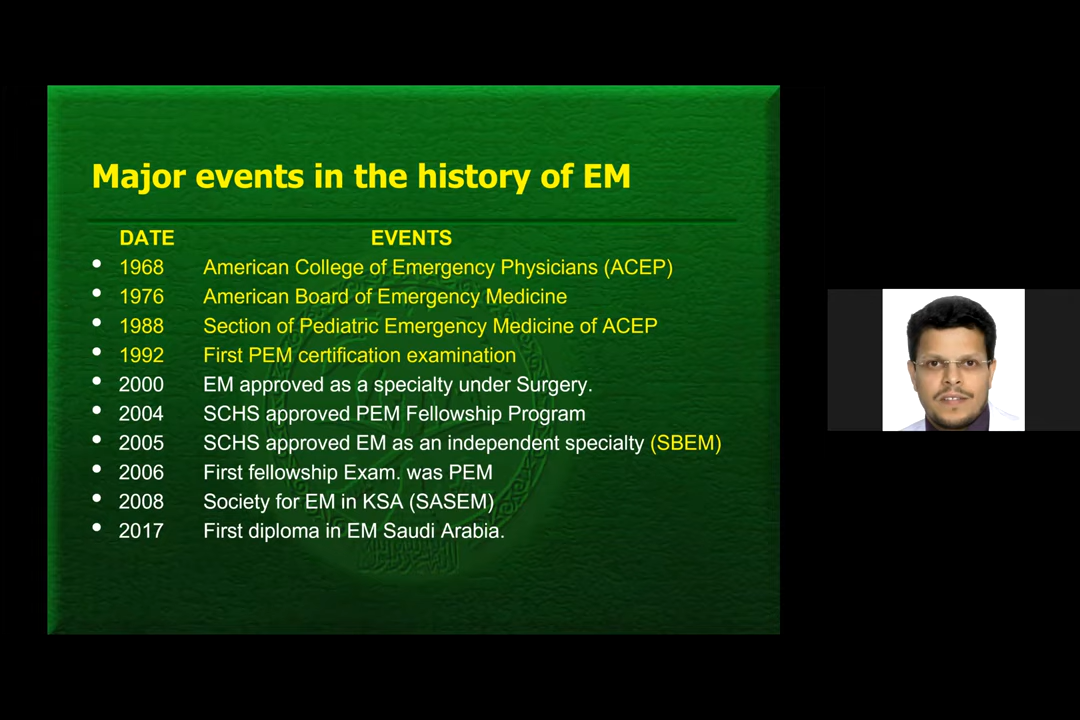 Major events in the history of EM
DATE EVENTS
• 1968 American College of Emergency Physicians (ACEP)
• 1976 American Board of Emergency Medicine
• 1988 Section of Pediatric Emergency Medicine of ACEP
• 1992 First PEM certification examination
• 2000 EM approved as a specialty under Surgery.
• 2004 SCHS approved PEM Fellowship Program
• 2005 SCHS approved EM as an independent specialty (SBEM)
• 2006 First fellowship Exam. was PEM
• 2008 Society for EM in KSA (SASEM)
• 2017 First diploma in EM Saudi Arabia.